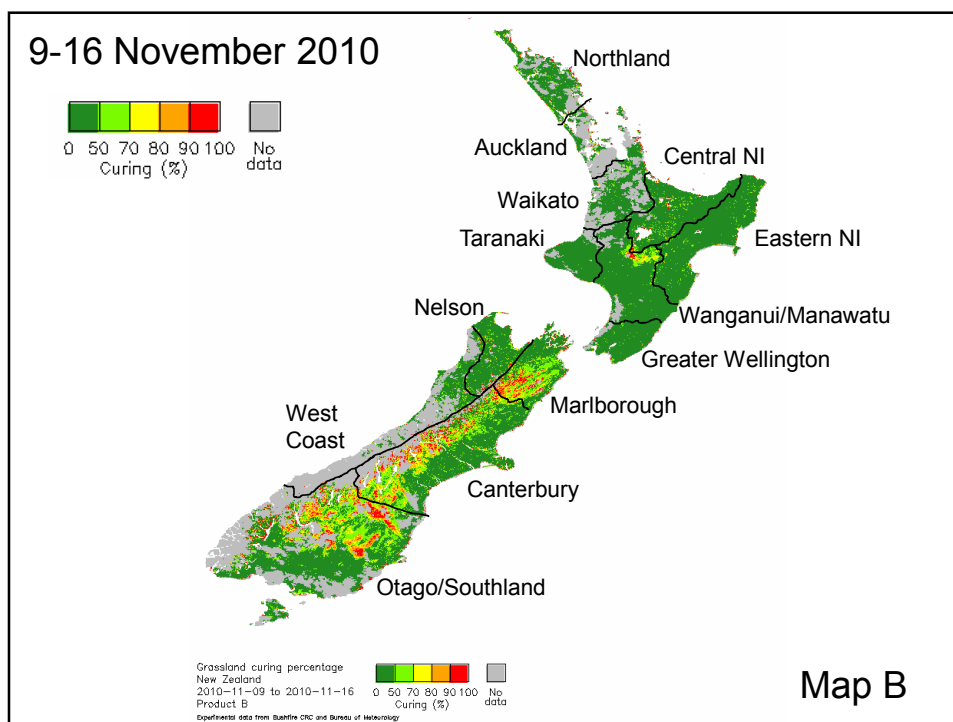 9-16 November 2010
0 50 70 80 90 100
Curing (%)
No
data
Northland
Auckland
Central NI
Waikato
Taranaki
Eastern NI
Nelson
Wanganui/Manawatu
Greater Wellington
Marlborough
West
Coast
Canterbury
Otago/Southland
Grassland curing percentage
New Zealand
2010-11-09 to 2010-11-16
Product B
Experimental data from Bushfire CRC and Bureau of Meteorology
0 50 70 80 90 100
Curing (%)
No
data
Map B